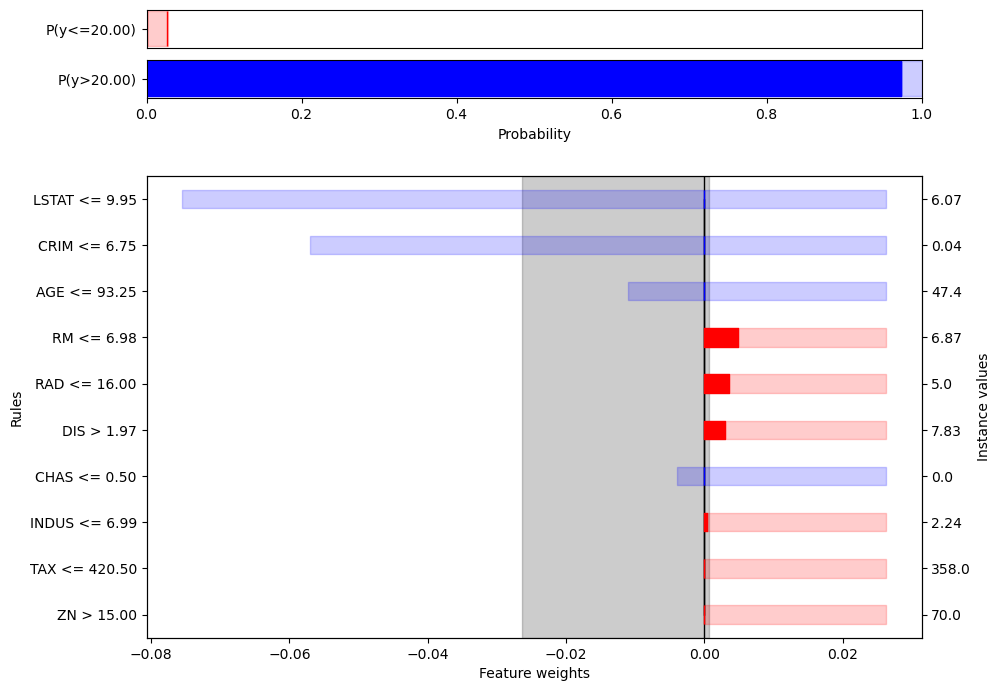 P(y<=20.00)
P(y>20.00)
0.0 0.2 0.4 0.6 0.8 1.0
Probability
LSTAT <= 9.95 6.07
CRIM <= 6.75 0.04
AGE <= 93.25 47.4
RM <= 6.98 6.87
RAD <= 16.00 5.0
DIS > 1.97 7.83
CHAS <= 0.50 0.0
INDUS <= 6.99 2.24
TAX <= 420.50 358.0
ZN > 15.00 70.0
Rules
Instance values
−0.08 −0.06 −0.04 −0.02 0.00 0.02
Feature weights